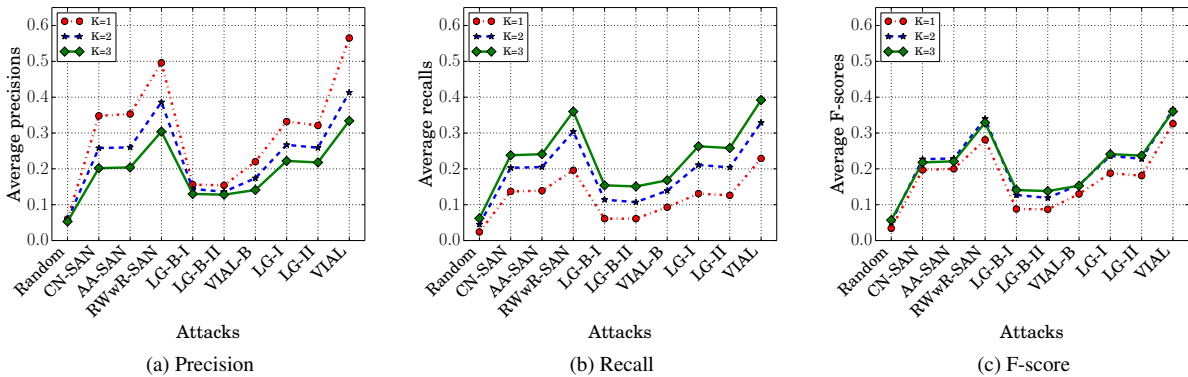 0.6
0.5
0.4
0.3
0.2
0.1
0.0
Average precisions
K=1
K=2
K=3
Random
CN-SAN
AA-SAN
RWwR-SAN
LG-B-I
LG-B-II
VIAL-B
LG-I
LG-II
VIAL
Attacks
(a) Precision
0.6
0.5
0.4
0.3
0.2
0.1
0.0
Average recalls
K=1
K=2
K=3
Random
CN-SAN
AA-SAN
RWwR-SAN
LG-B-I
LG-B-II
VIAL-B
LG-I
LG-II
VIAL
Attacks
(b) Recall
0.6
0.5
0.4
0.3
0.2
0.1
0.0
Average F-scores
K=1
K=2
K=3
Random
CN-SAN
AA-SAN
RWwR-SAN
LG-B-I
LG-B-II
VIAL-B
LG-I
LG-II
VIAL
Attacks
(c) F-score